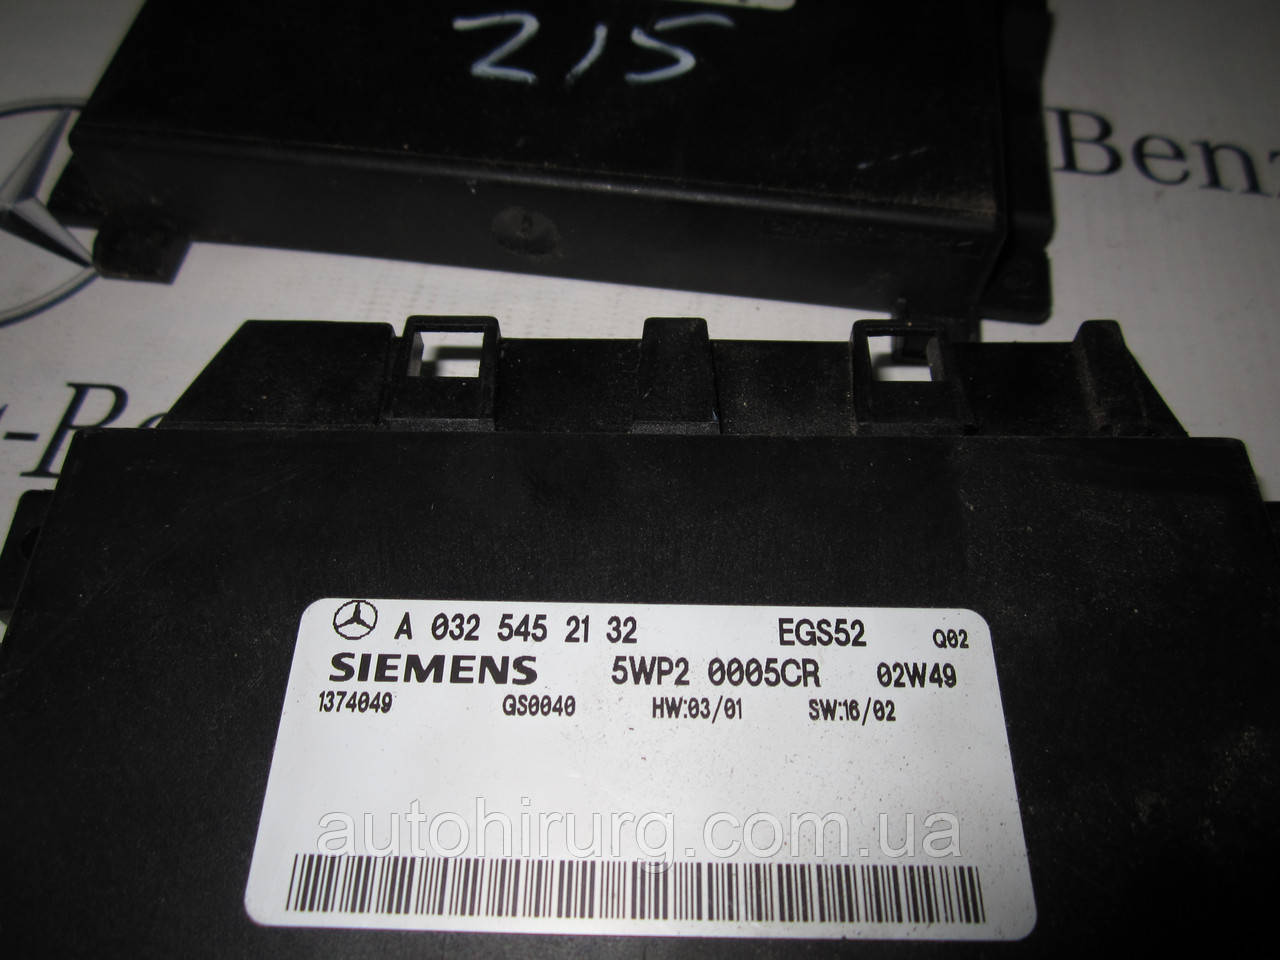 215
Benz
A 032 545 21 32 EGS52 Q02
SIEMENS 5WP2 0005CR 02W49
1374049 QS0040 HW:03/01 SW:16/02
autohirurg.com.ua